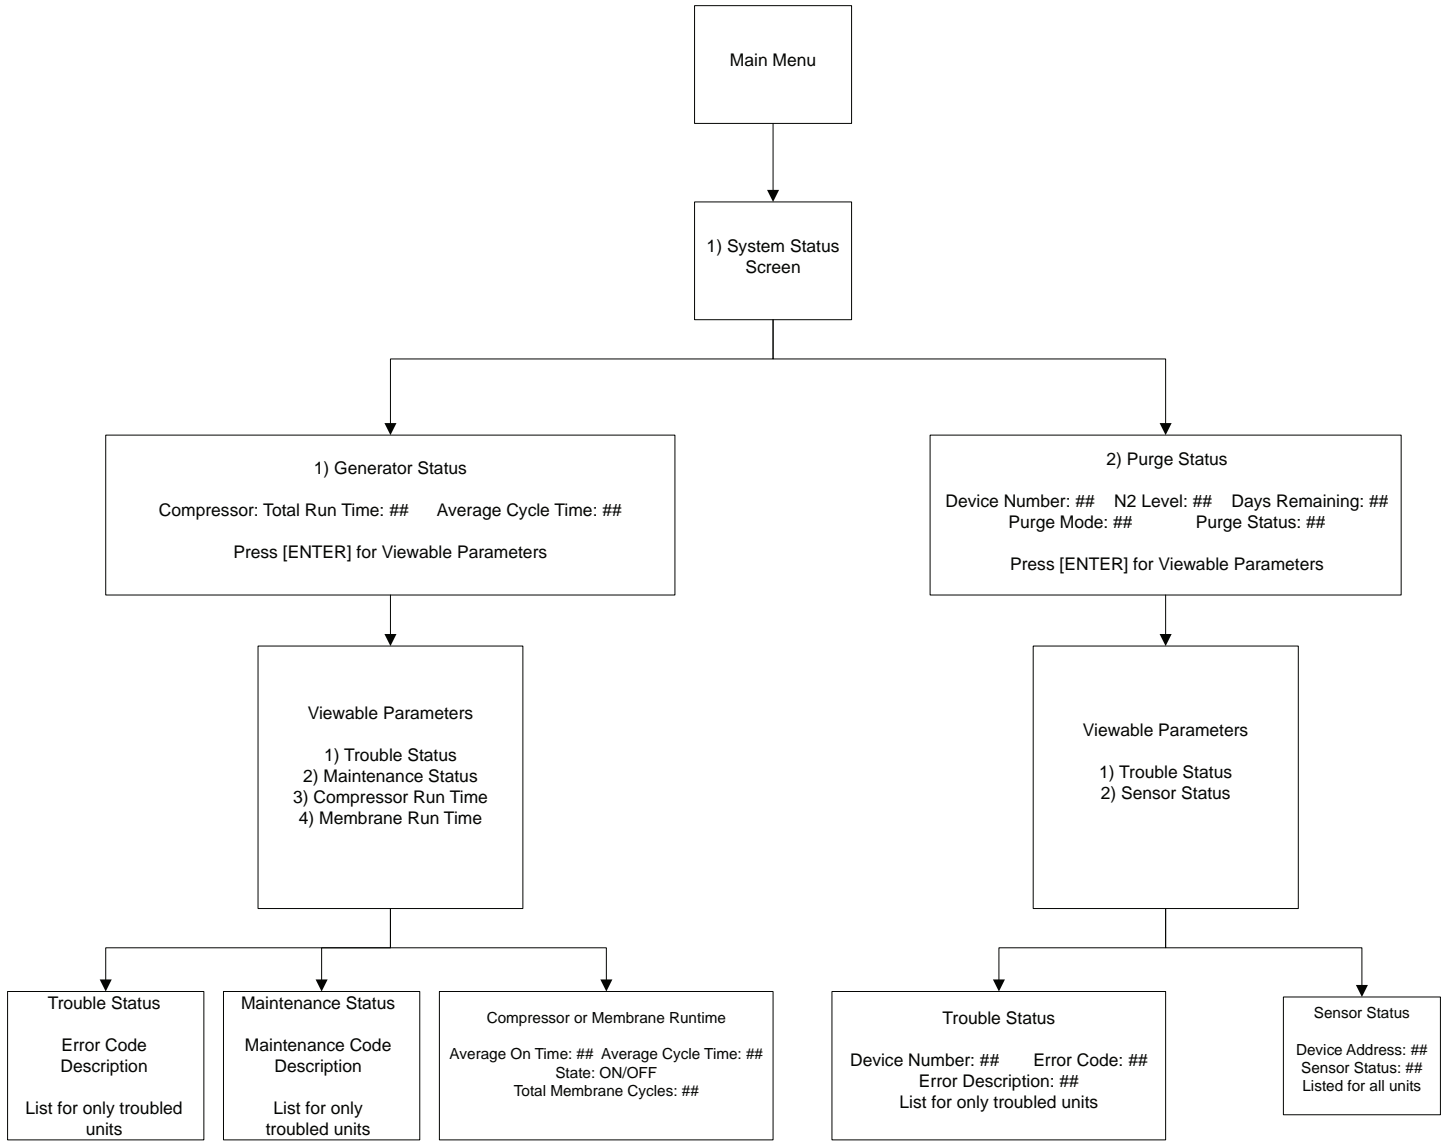 Main Menu
1) System Status
Screen
1) Generator Status
Compressor: Total Run Time: ## Average Cycle Time: ##
Press [ENTER] for Viewable Parameters
2) Purge Status
Device Number: ## N2 Level: ## Days Remaining: ##
Purge Mode: ## Purge Status: ##
Press [ENTER] for Viewable Parameters
Viewable Parameters
1) Trouble Status
2) Maintenance Status
3) Compressor Run Time
4) Membrane Run Time
Viewable Parameters
1) Trouble Status
2) Sensor Status
Trouble Status
Error Code
Description
List for only troubled
units
Maintenance Status
Maintenance Code
Description
List for only
troubled units
Compressor or Membrane Runtime
Average On Time: ## Average Cycle Time: ##
State: ON/OFF
Total Membrane Cycles: ##
Trouble Status
Device Number: ## Error Code: ##
Error Description: ##
List for only troubled units
Sensor Status
Device Address: ##
Sensor Status: ##
Listed for all units